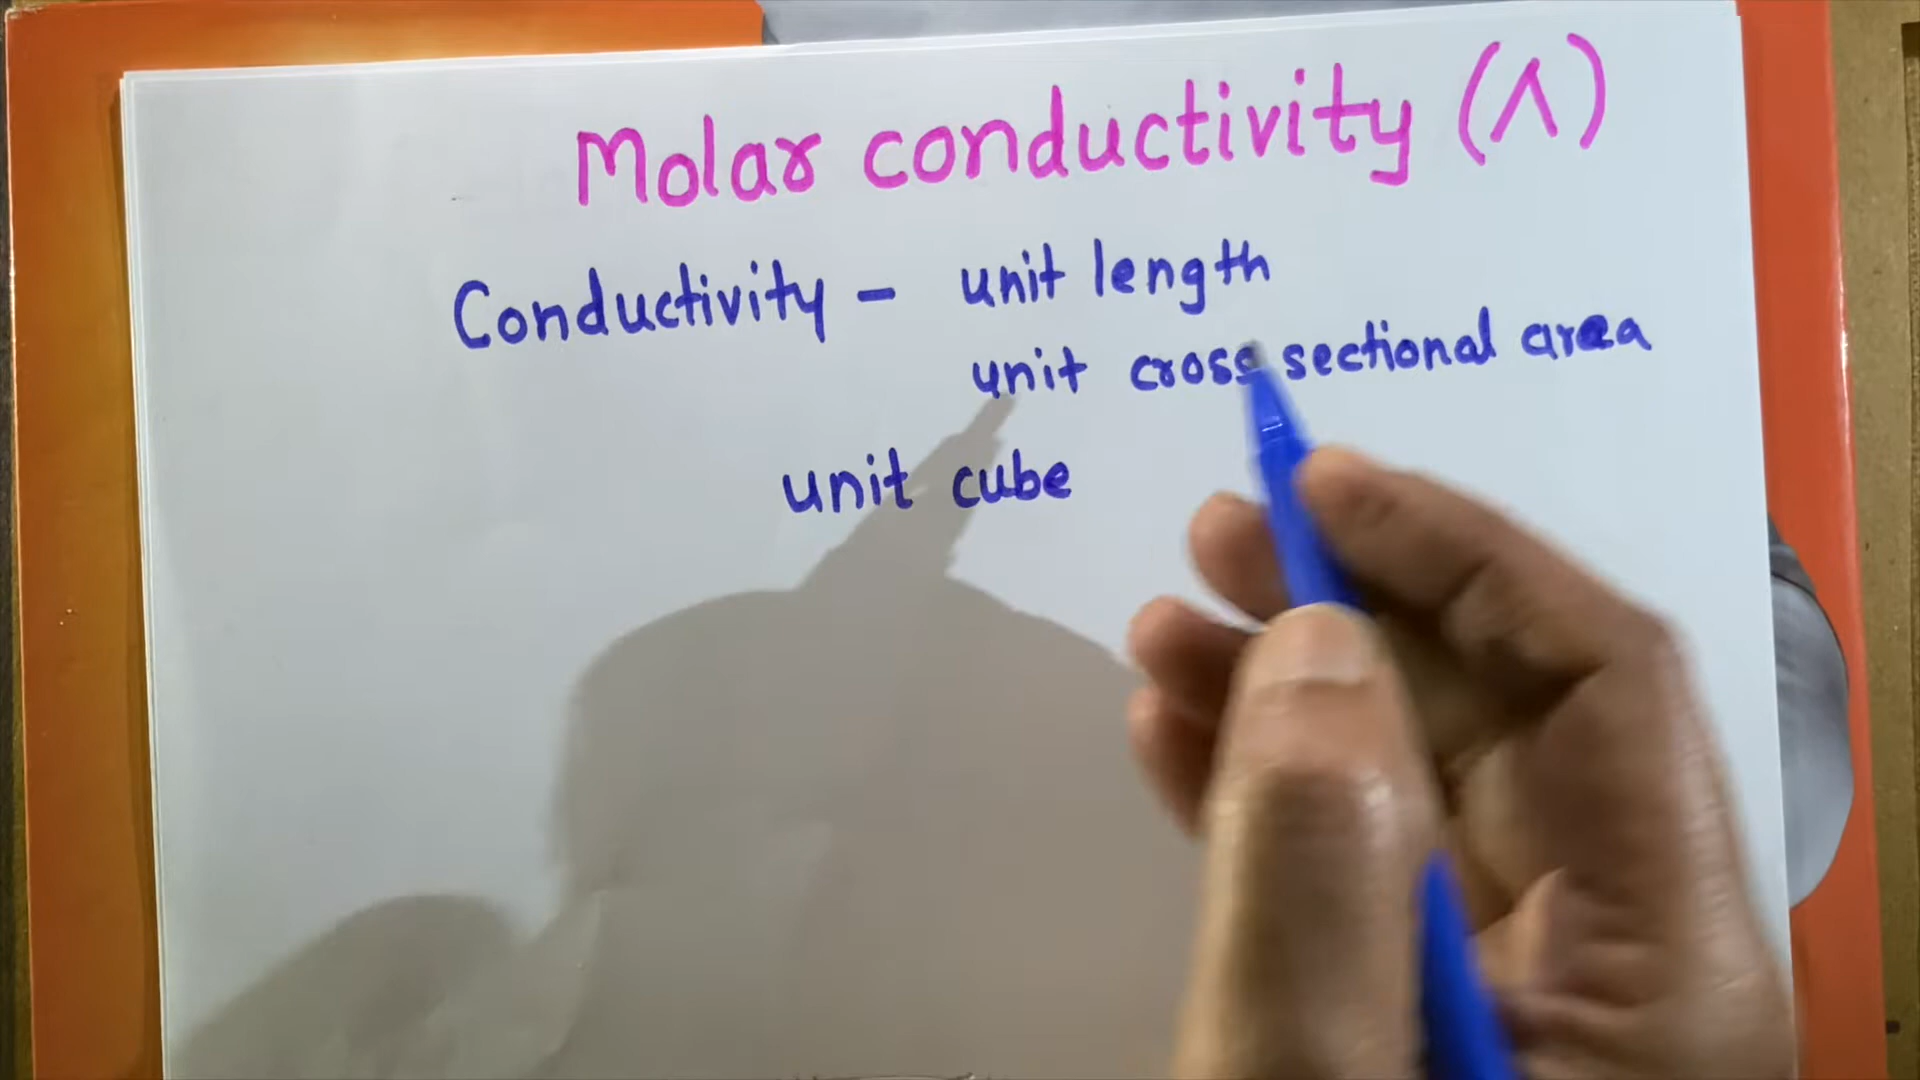 Molar conductivity (Λ)
Conductivity - unit length
unit cross sectional area
unit cube